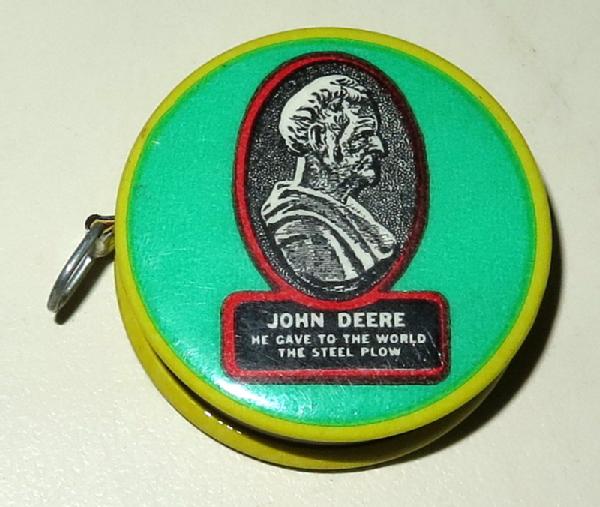 JOHN DEERE
HE GAVE TO THE WORLD
THE STEEL PLOW